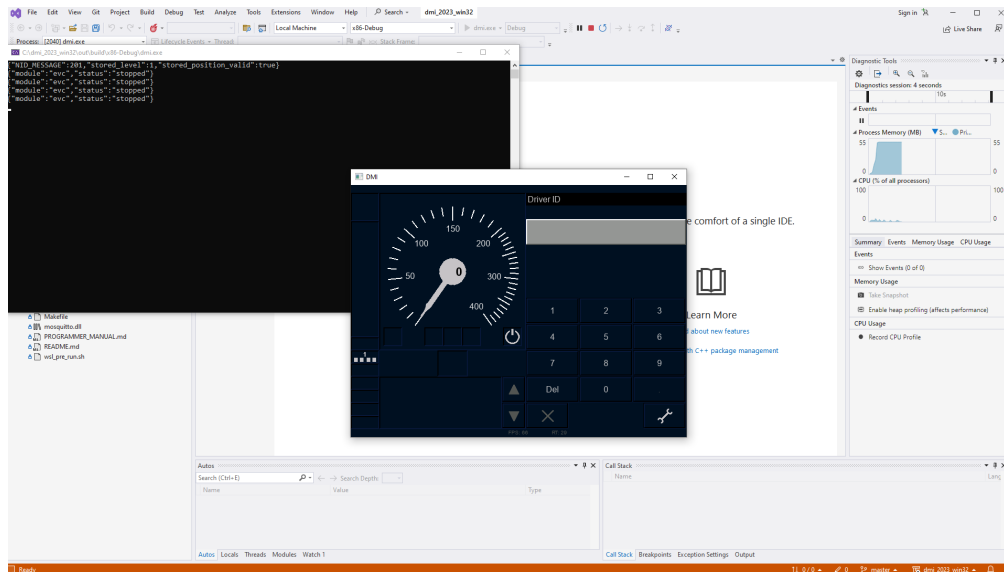 File Edit View Git Project Build Debug Test Analyze Tools Extensions Window Help Search dmi_2023_win32 Sign in
Local Machine x86-Debug dmi.exe Debug Live Share
Process: [2040] dmi.exe Lifecycle Events Thread: Stack Frame:
C:\dmi_2023_win32\out\build\x86-Debug\dmi.exe
{"NID_MESSAGE":201,"stored_level":1,"stored_position_valid":true}
{"module":"evc","status":"stopped"}
{"module":"evc","status":"stopped"}
{"module":"evc","status":"stopped"}
{"module":"evc","status":"stopped"}
Makefile
mosquitto.dll
PROGRAMMER_MANUAL.md
README.md
wsl_pre_run.sh
DMI
Driver ID
50
100
150
200
300
400
0
1 2 3
4 5 6
7 8 9
Del 0
e comfort of a single IDE.
Learn More
about new features
th C++ package management
Diagnostic Tools
Diagnostics session: 4 seconds
10s
Events
Process Memory (MB) S... Pri...
55 55
0 0
CPU (% of all processors)
100 100
0 0
Summary Events Memory Usage CPU Usage
Events
Show Events (0 of 0)
Memory Usage
Take Snapshot
Enable heap profiling (affects performance)
CPU Usage
Record CPU Profile
Autos
Search (Ctrl+E) Search Depth:
Name Value Type
Autos Locals Threads Modules Watch 1
Call Stack
Name Lang
Call Stack Breakpoints Exception Settings Output
Ready 0 / 0 0 master dmi_2023_win32